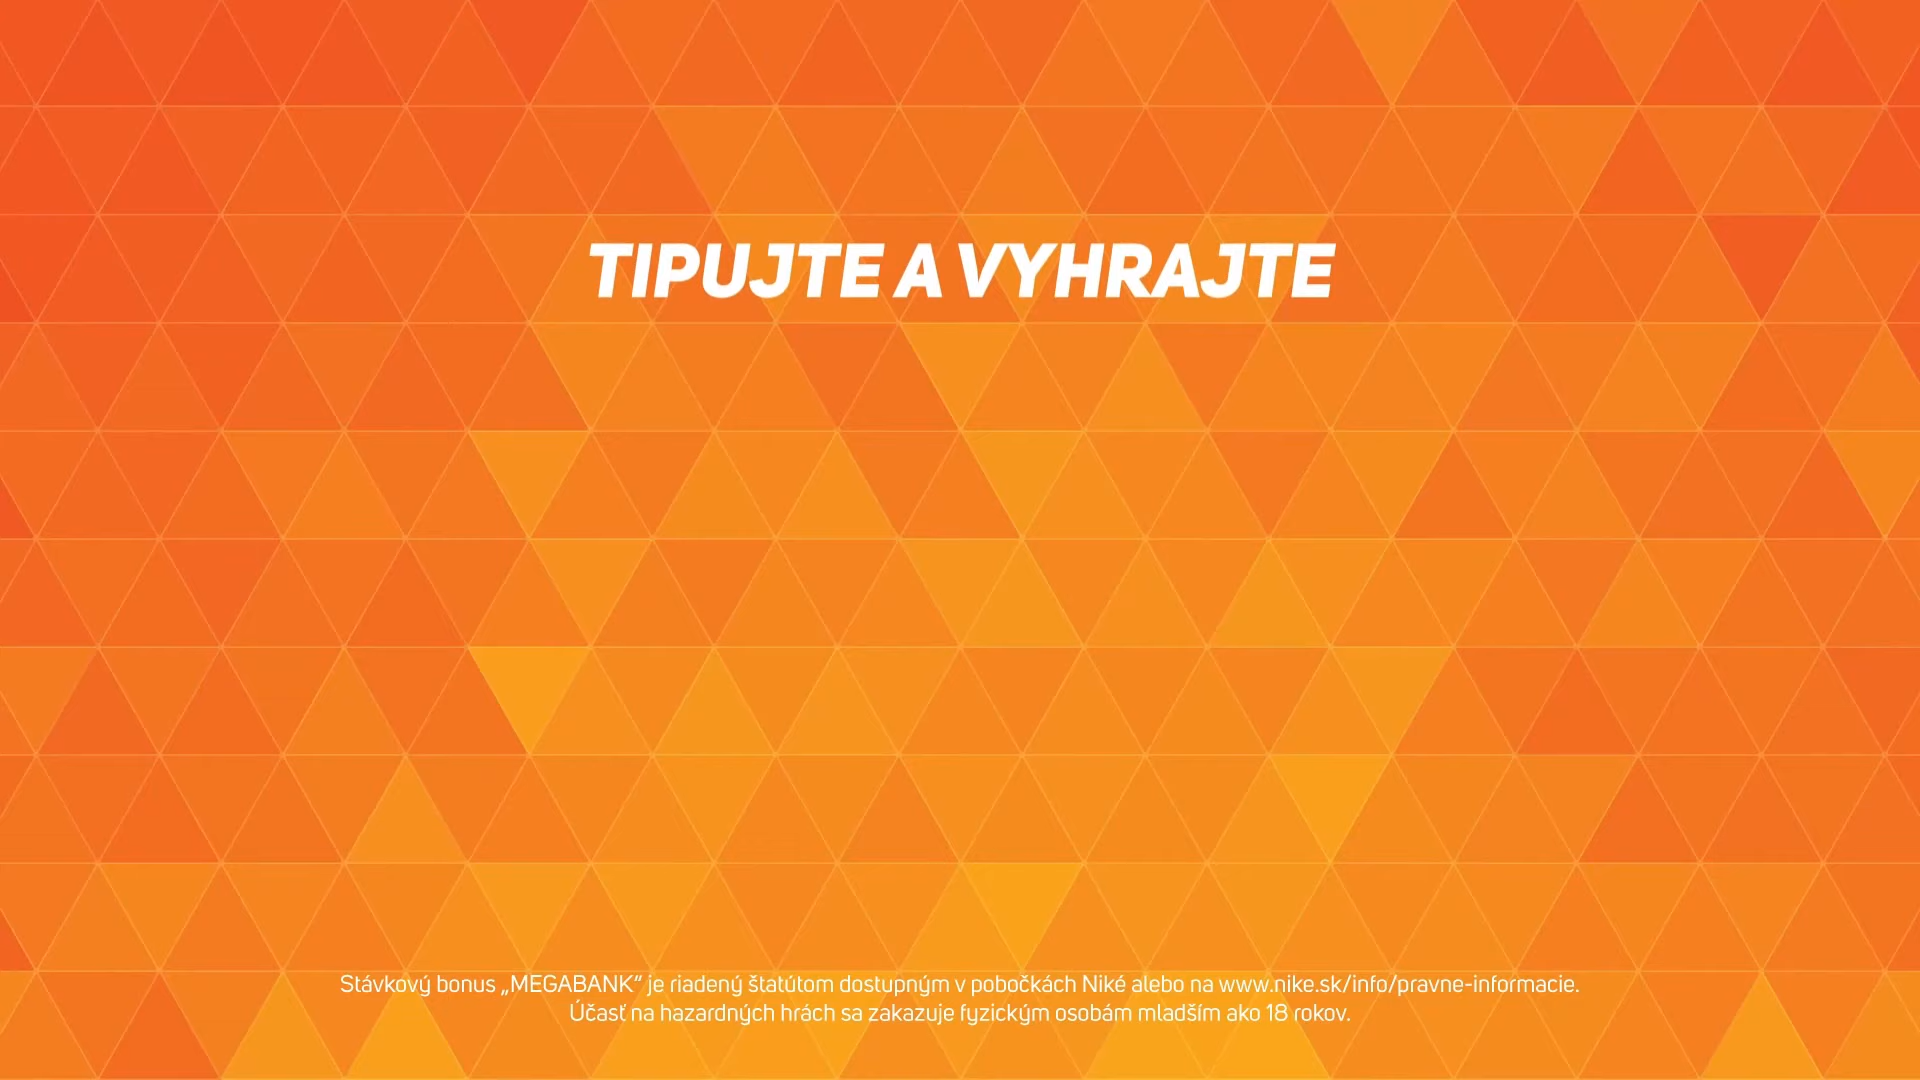 TIPUJTE A VYHRAJTE
Stávkový bonus „MEGABANK“ je riadený štatútom dostupným v pobočkách Niké alebo na www.nike.sk/info/pravne-informacie.
Účasť na hazardných hrách sa zakazuje fyzickým osobám mladším ako 18 rokov.